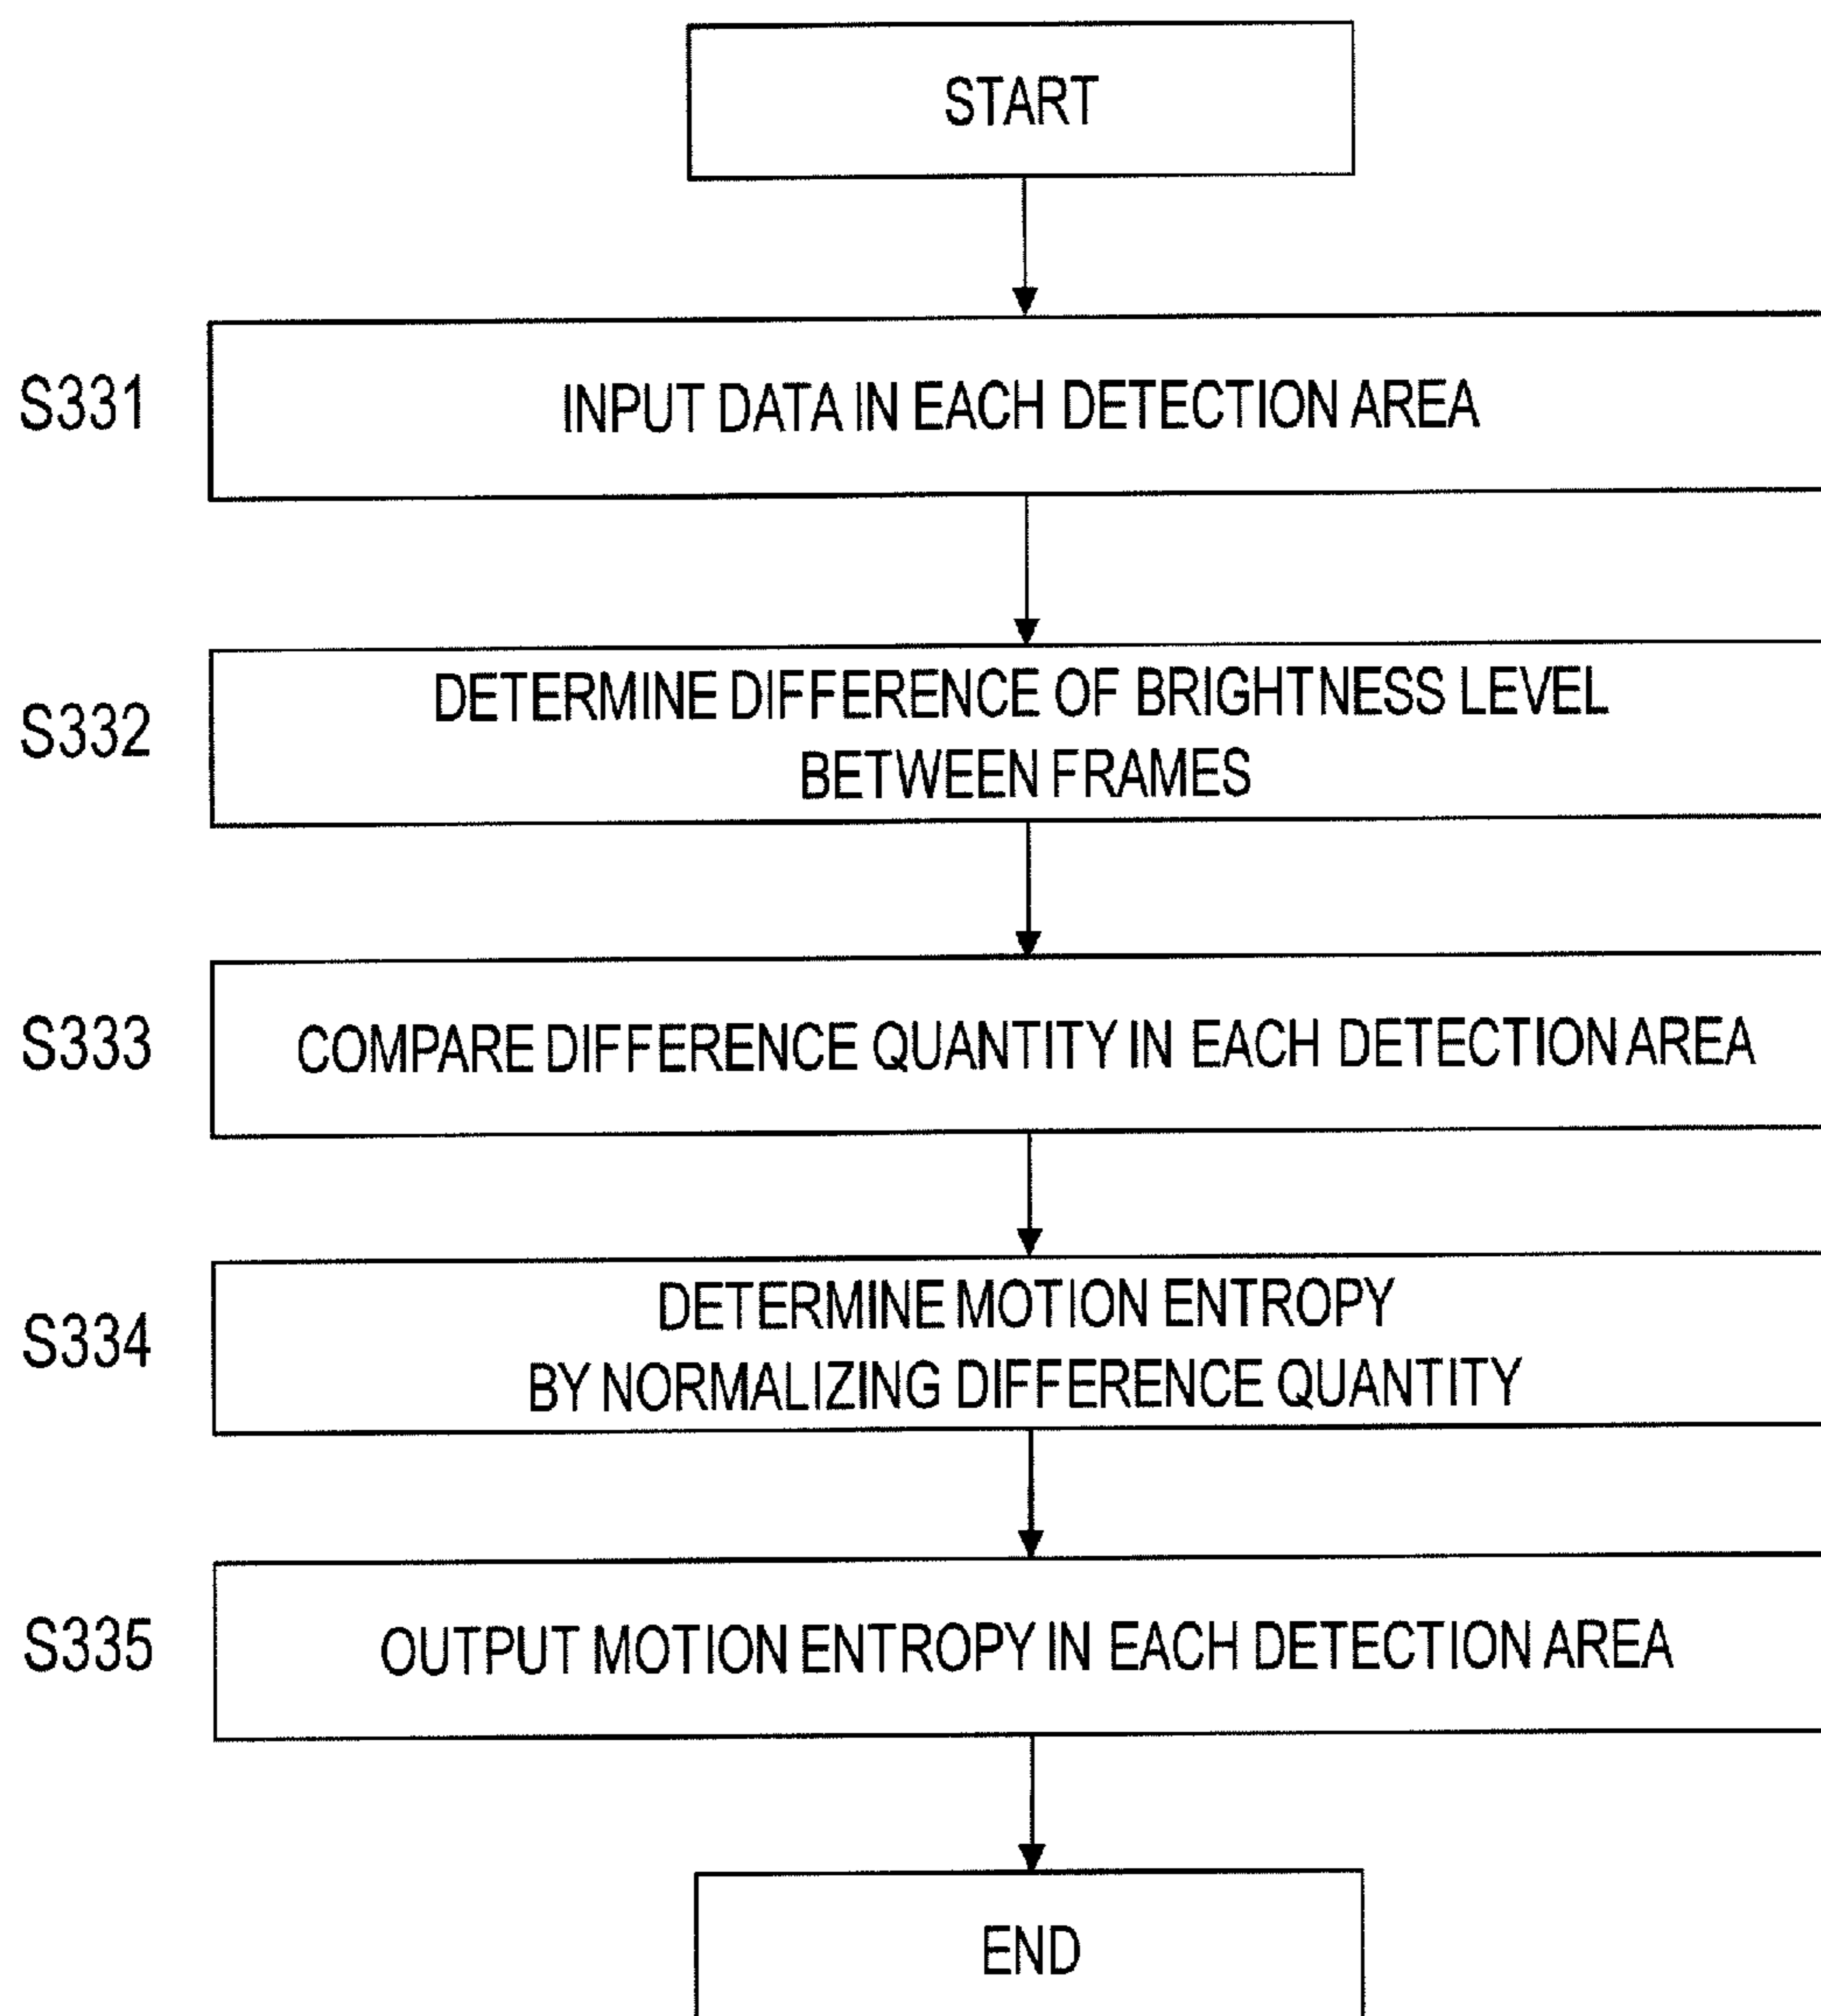 START
S331
INPUT DATA IN EACH DETECTION AREA
S332
DETERMINE DIFFERENCE OF BRIGHTNESS LEVEL
BETWEEN FRAMES
S333
COMPARE DIFFERENCE QUANTITY IN EACH DETECTION AREA
S334
DETERMINE MOTION ENTROPY
BY NORMALIZING DIFFERENCE QUANTITY
S335
OUTPUT MOTION ENTROPY IN EACH DETECTION AREA
END